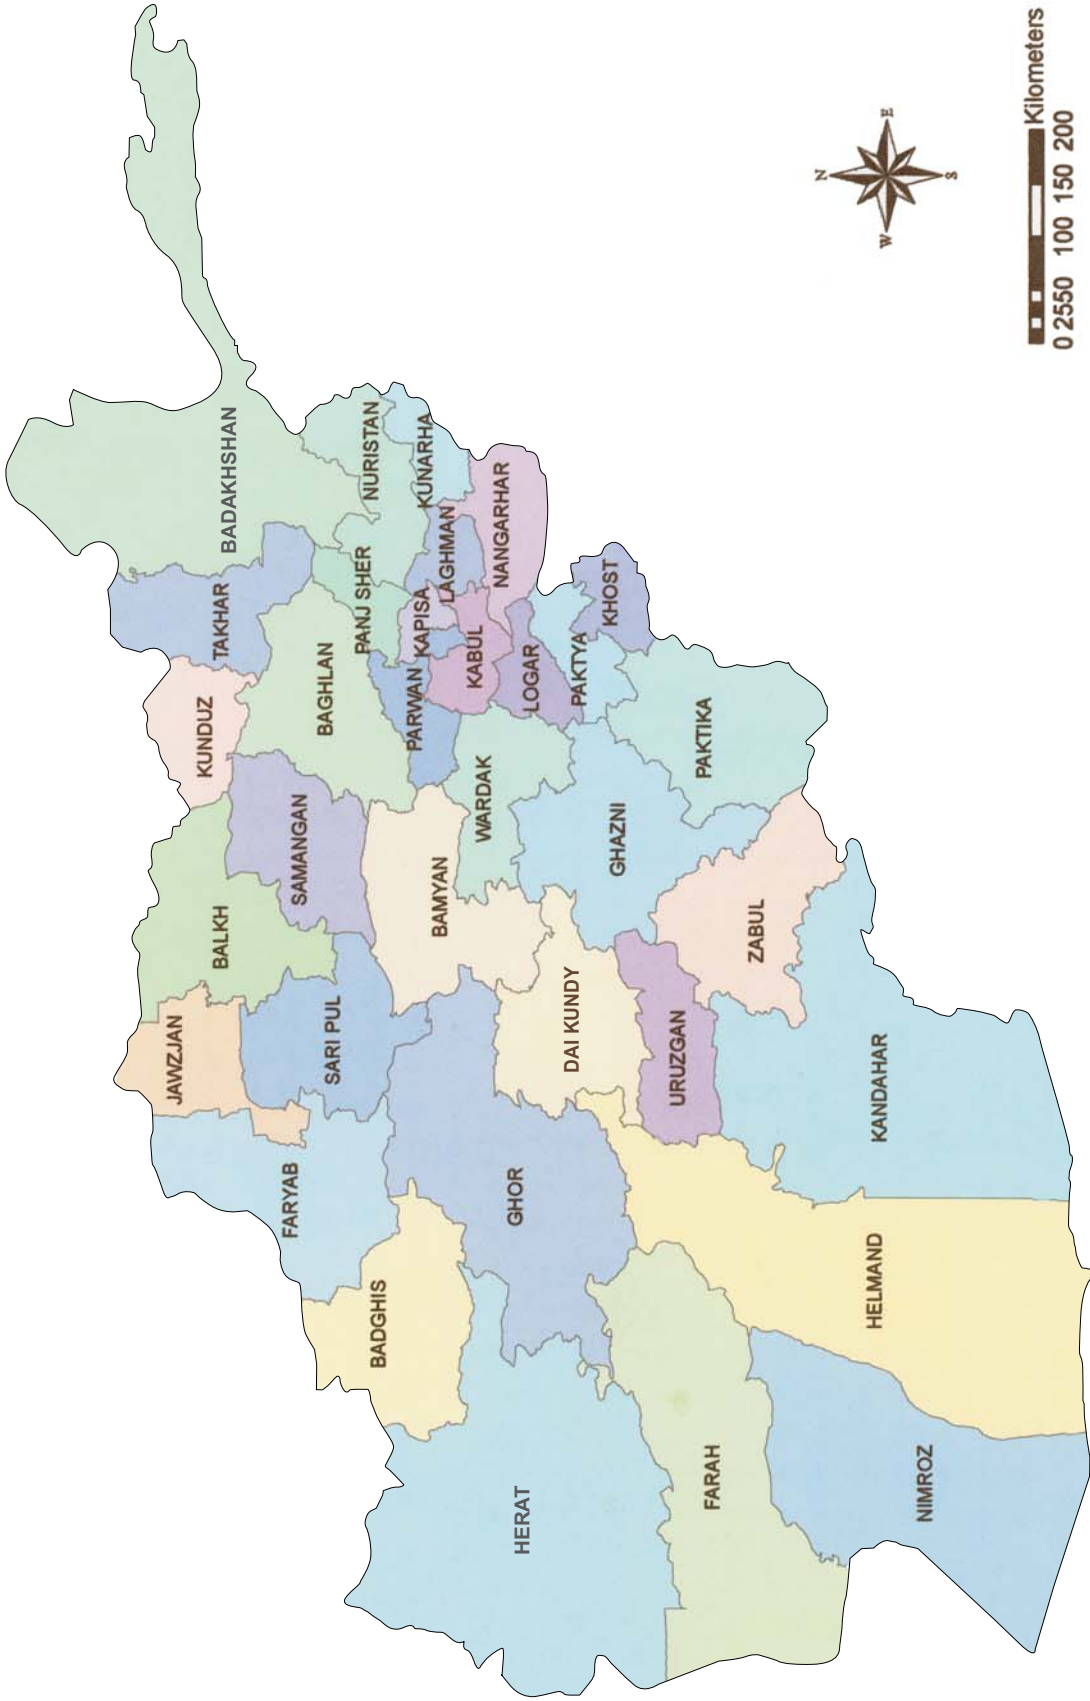 BADAKHSHAN
TAKHAR
KUNDUZ
BALKH
JAWZJAN
SAMANGAN
BAGHLAN
SARI PUL
FARYAB
NURISTAN
KUNARHA
PANJ SHER
LAGHMAN
KAPISA
NANGARHAR
PARWAN
KABUL
LOGAR
PAKTYA
KHOST
WARDAK
BAMYAN
BADGHIS
GHOR
DAI KUNDY
GHAZNI
PAKTIKA
ZABUL
URUZGAN
HERAT
FARAH
KANDAHAR
HELMAND
NIMROZ
N
E
S
W
Kilometers
0 2550 100 150 200